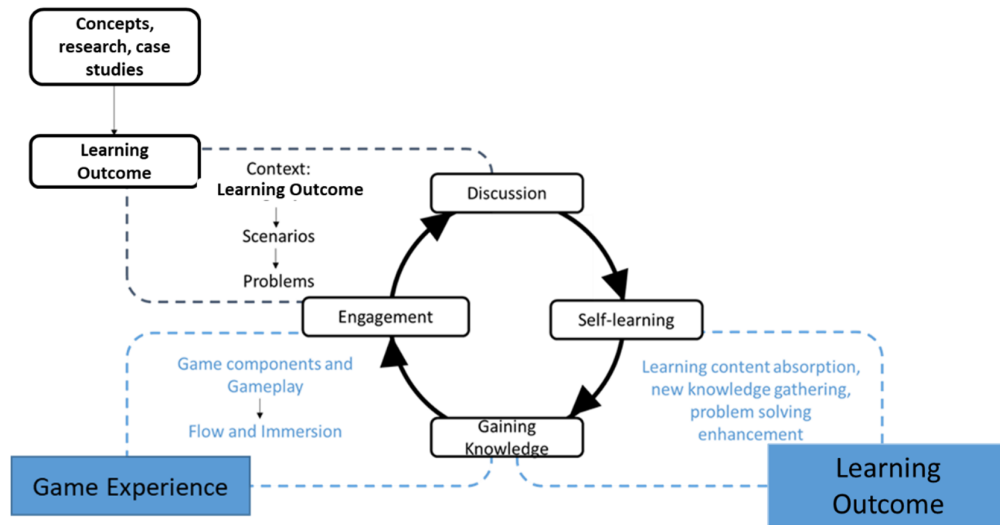 Concepts,
research, case
studies
Learning
Outcome
Context:
Learning Outcome
Scenarios
Problems
Discussion
Engagement
Self-learning
Gaining
Knowledge
Game components and
Gameplay
Flow and Immersion
Learning content absorption,
new knowledge gathering,
problem solving
enhancement
Game Experience
Learning
Outcome